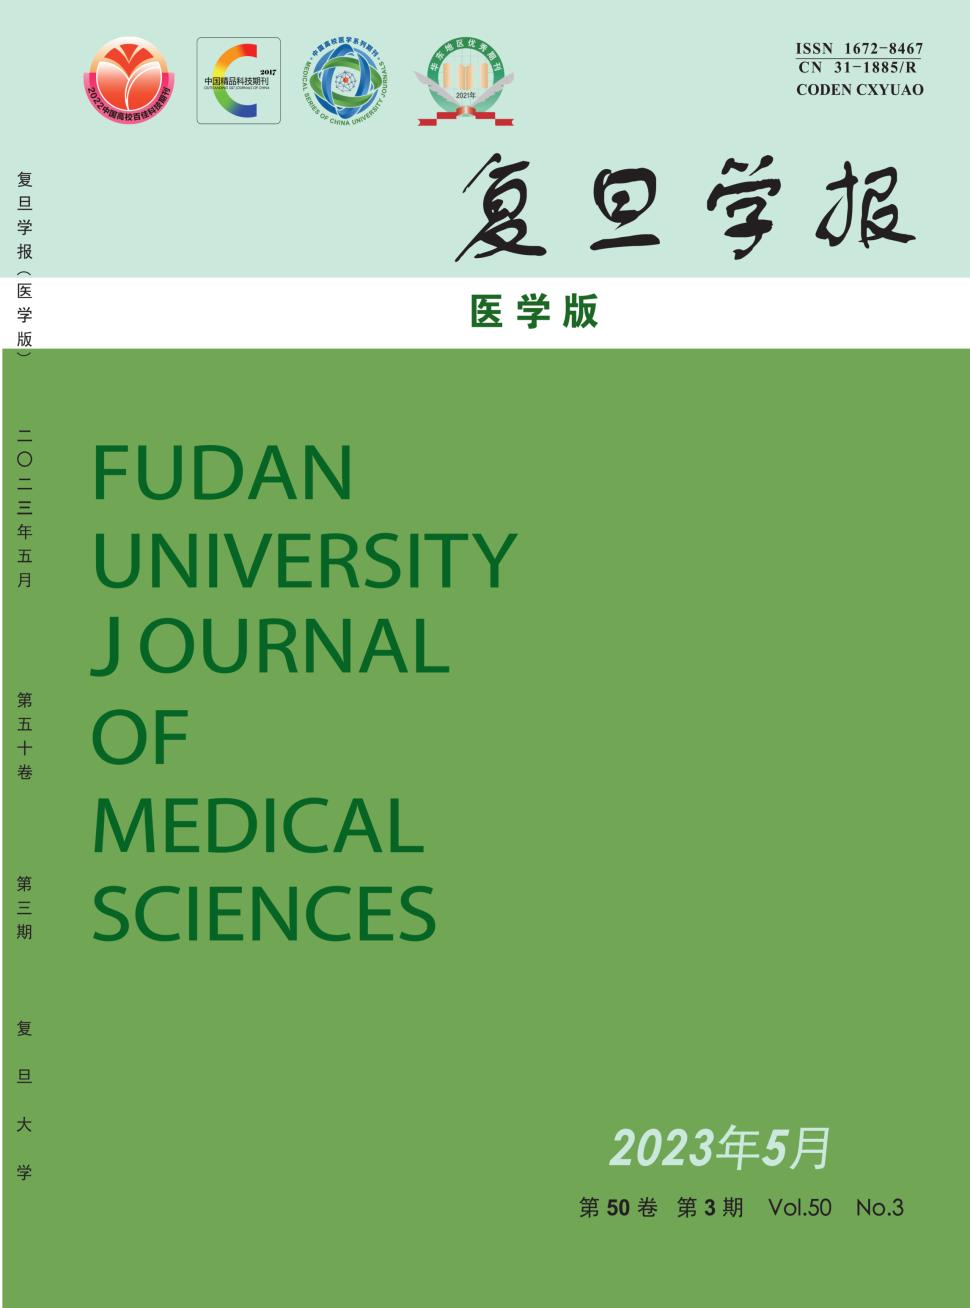 2022中国高校百佳科技期刊
2017
中国精品科技期刊
OUTSTANDING S&T JOURNALS OF CHINA
中国高校医学系列期刊
MEDICAL SERIES OF CHINA UNIVERSITY JOURNALS
华东地区优秀期刊
2021年
ISSN 1672-8467
CN 31-1885/R
CODEN CXYUAO
复旦学报
医学版
FUDAN
UNIVERSITY
JOURNAL
OF
MEDICAL
SCIENCES
2023年5月
第50卷 第3期 Vol.50 No.3
复旦学报（医学版） 二〇二三年五月 第五十卷 第三期 复旦大学